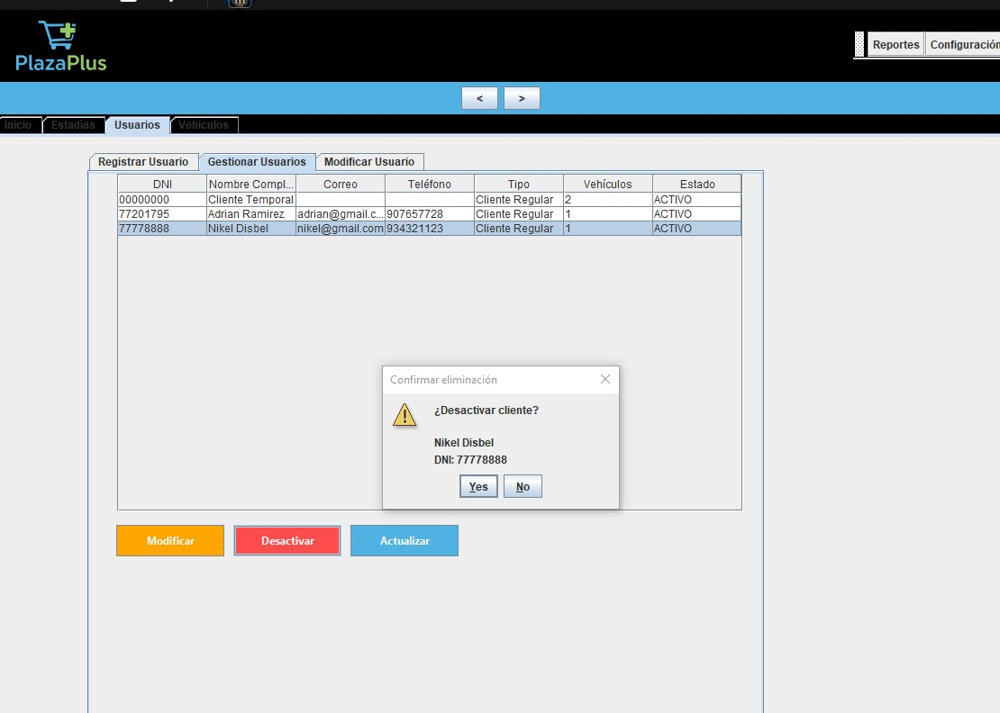 PlazaPlus
Reportes Configuración
< >
Inicio Estadías Usuarios Vehículos
Registrar Usuario Gestionar Usuarios Modificar Usuario
DNI Nombre Compl... Correo Teléfono Tipo Vehículos Estado
00000000 Cliente Temporal Cliente Regular 2 ACTIVO
77201795 Adrian Ramirez adrian@gmail.c... 907657728 Cliente Regular 1 ACTIVO
77778888 Nikel Disbel nikel@gmail.com 934321123 Cliente Regular 1 ACTIVO
Confirmar eliminación
¿Desactivar cliente?
Nikel Disbel
DNI: 77778888
Yes No
Modificar Desactivar Actualizar